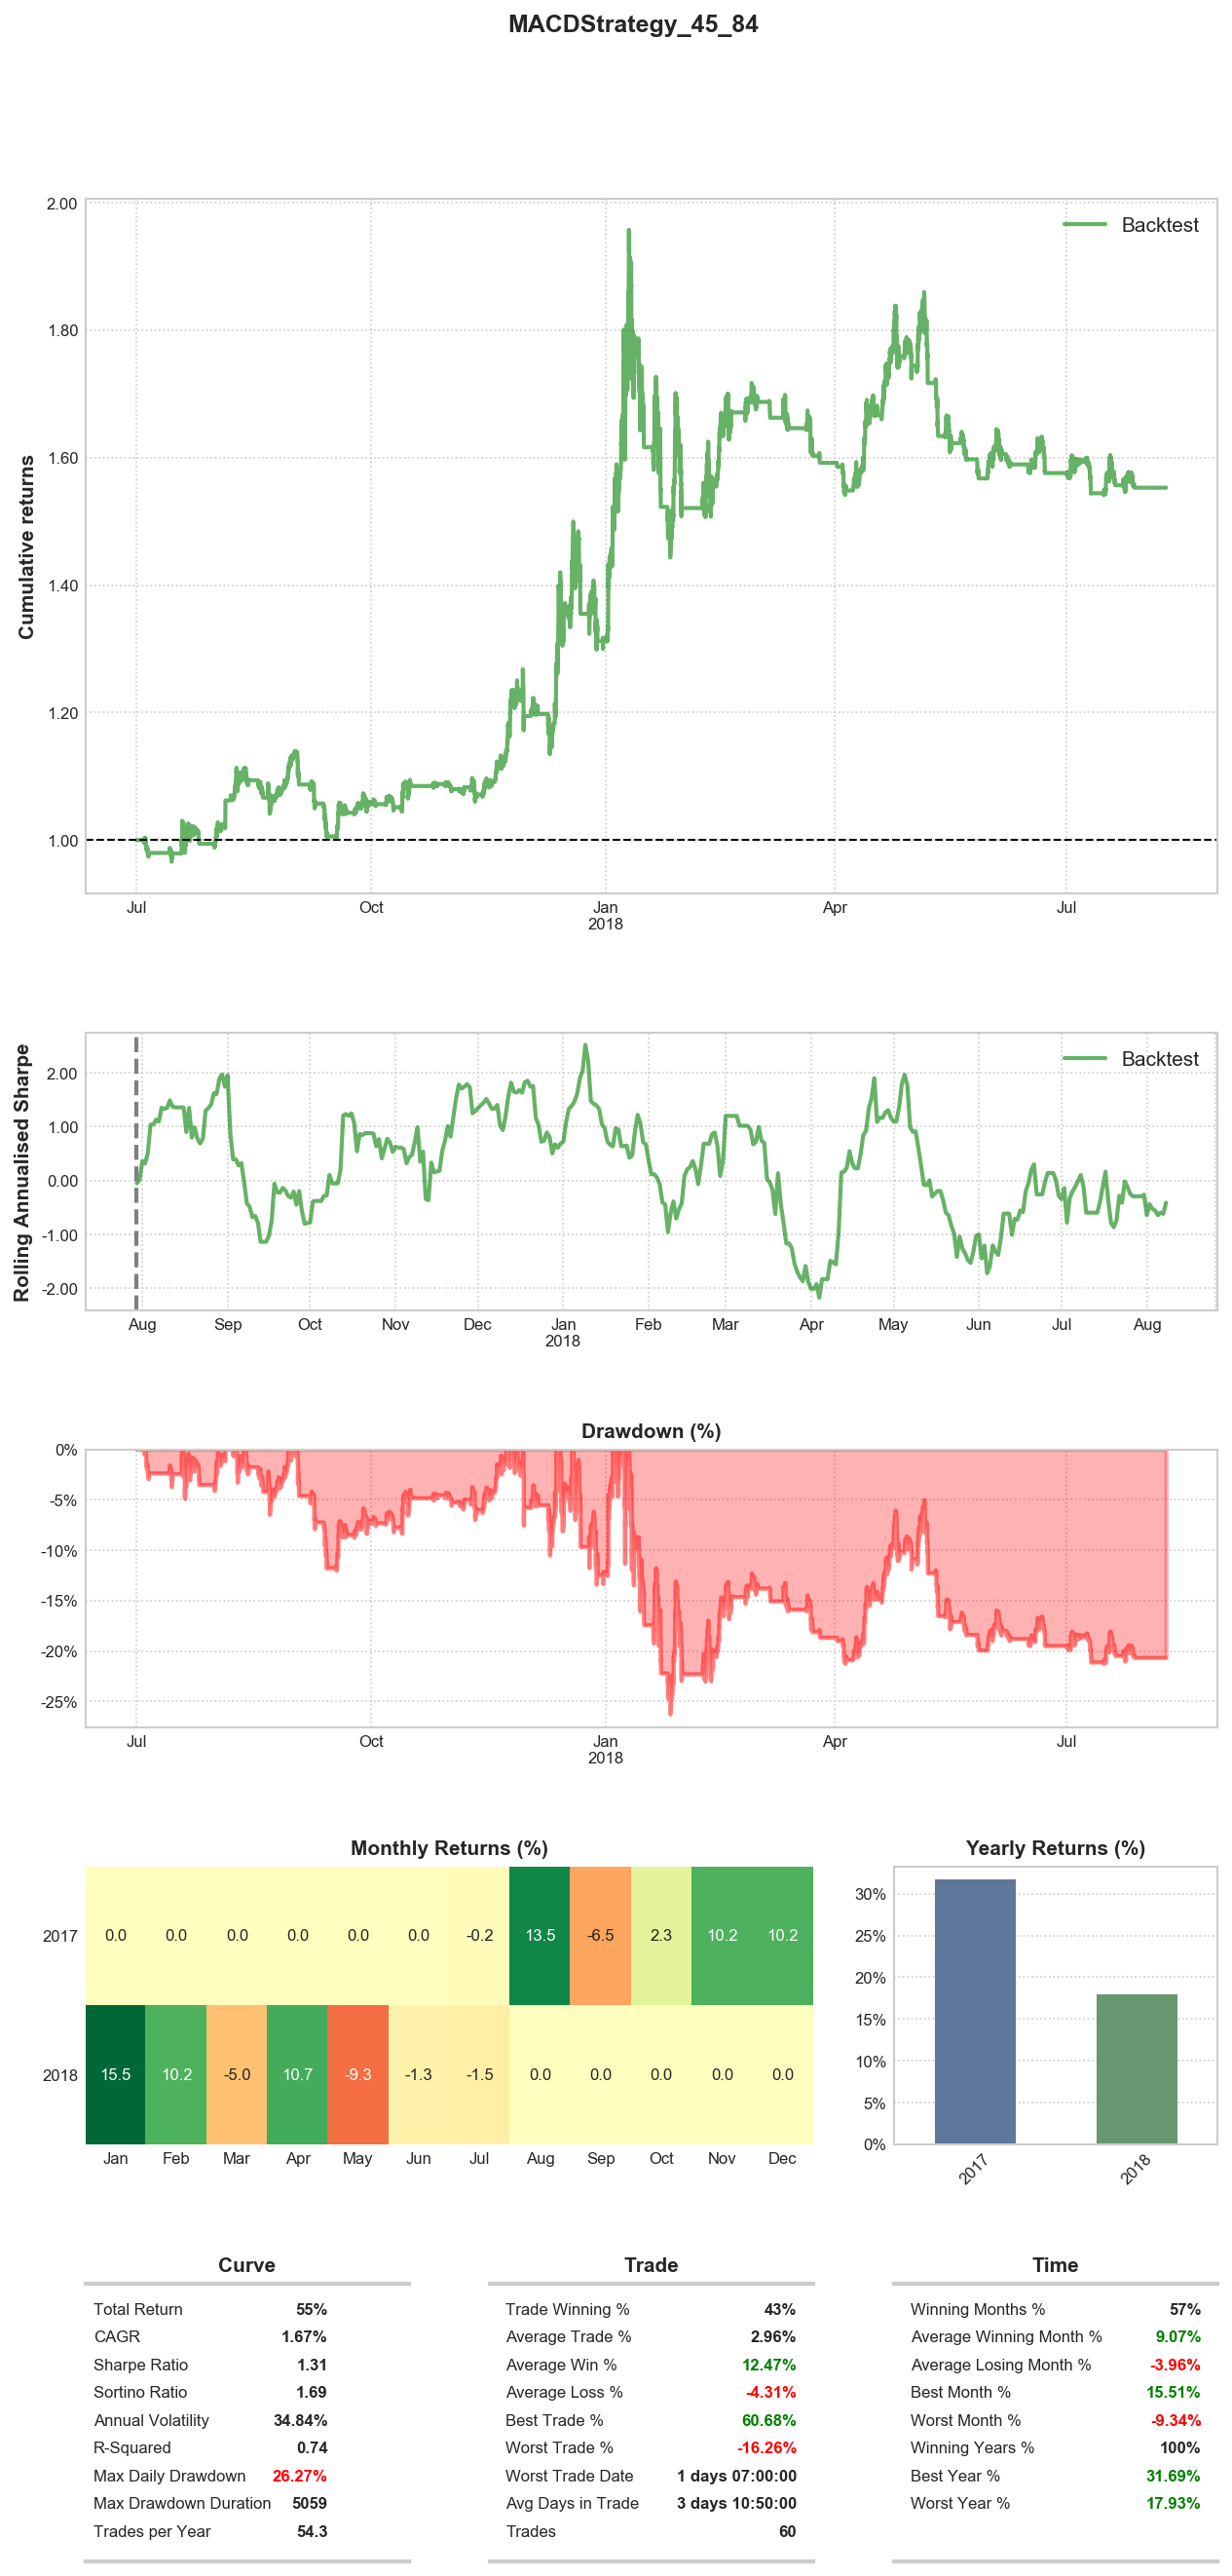 MACDStrategy_45_84
Cumulative returns
2.00
1.80
1.60
1.40
1.20
1.00
Backtest
Jul Oct Jan Apr Jul
2018
Rolling Annualised Sharpe
2.00
1.00
0.00
-1.00
-2.00
Backtest
Aug Sep Oct Nov Dec Jan Feb Mar Apr May Jun Jul Aug
2018
Drawdown (%)
0%
-5%
-10%
-15%
-20%
-25%
Jul Oct Jan Apr Jul
2018
Monthly Returns (%)
2017 0.0 0.0 0.0 0.0 0.0 0.0 -0.2 13.5 -6.5 2.3 10.2 10.2
2018 15.5 10.2 -5.0 10.7 -9.3 -1.3 -1.5 0.0 0.0 0.0 0.0 0.0
Jan Feb Mar Apr May Jun Jul Aug Sep Oct Nov Dec
Yearly Returns (%)
30%
25%
20%
15%
10%
5%
0%
2017 2018
Curve
Total Return 55%
CAGR 1.67%
Sharpe Ratio 1.31
Sortino Ratio 1.69
Annual Volatility 34.84%
R-Squared 0.74
Max Daily Drawdown 26.27%
Max Drawdown Duration 5059
Trades per Year 54.3
Trade
Trade Winning % 43%
Average Trade % 2.96%
Average Win % 12.47%
Average Loss % -4.31%
Best Trade % 60.68%
Worst Trade % -16.26%
Worst Trade Date 1 days 07:00:00
Avg Days in Trade 3 days 10:50:00
Trades 60
Time
Winning Months % 57%
Average Winning Month % 9.07%
Average Losing Month % -3.96%
Best Month % 15.51%
Worst Month % -9.34%
Winning Years % 100%
Best Year % 31.69%
Worst Year % 17.93%